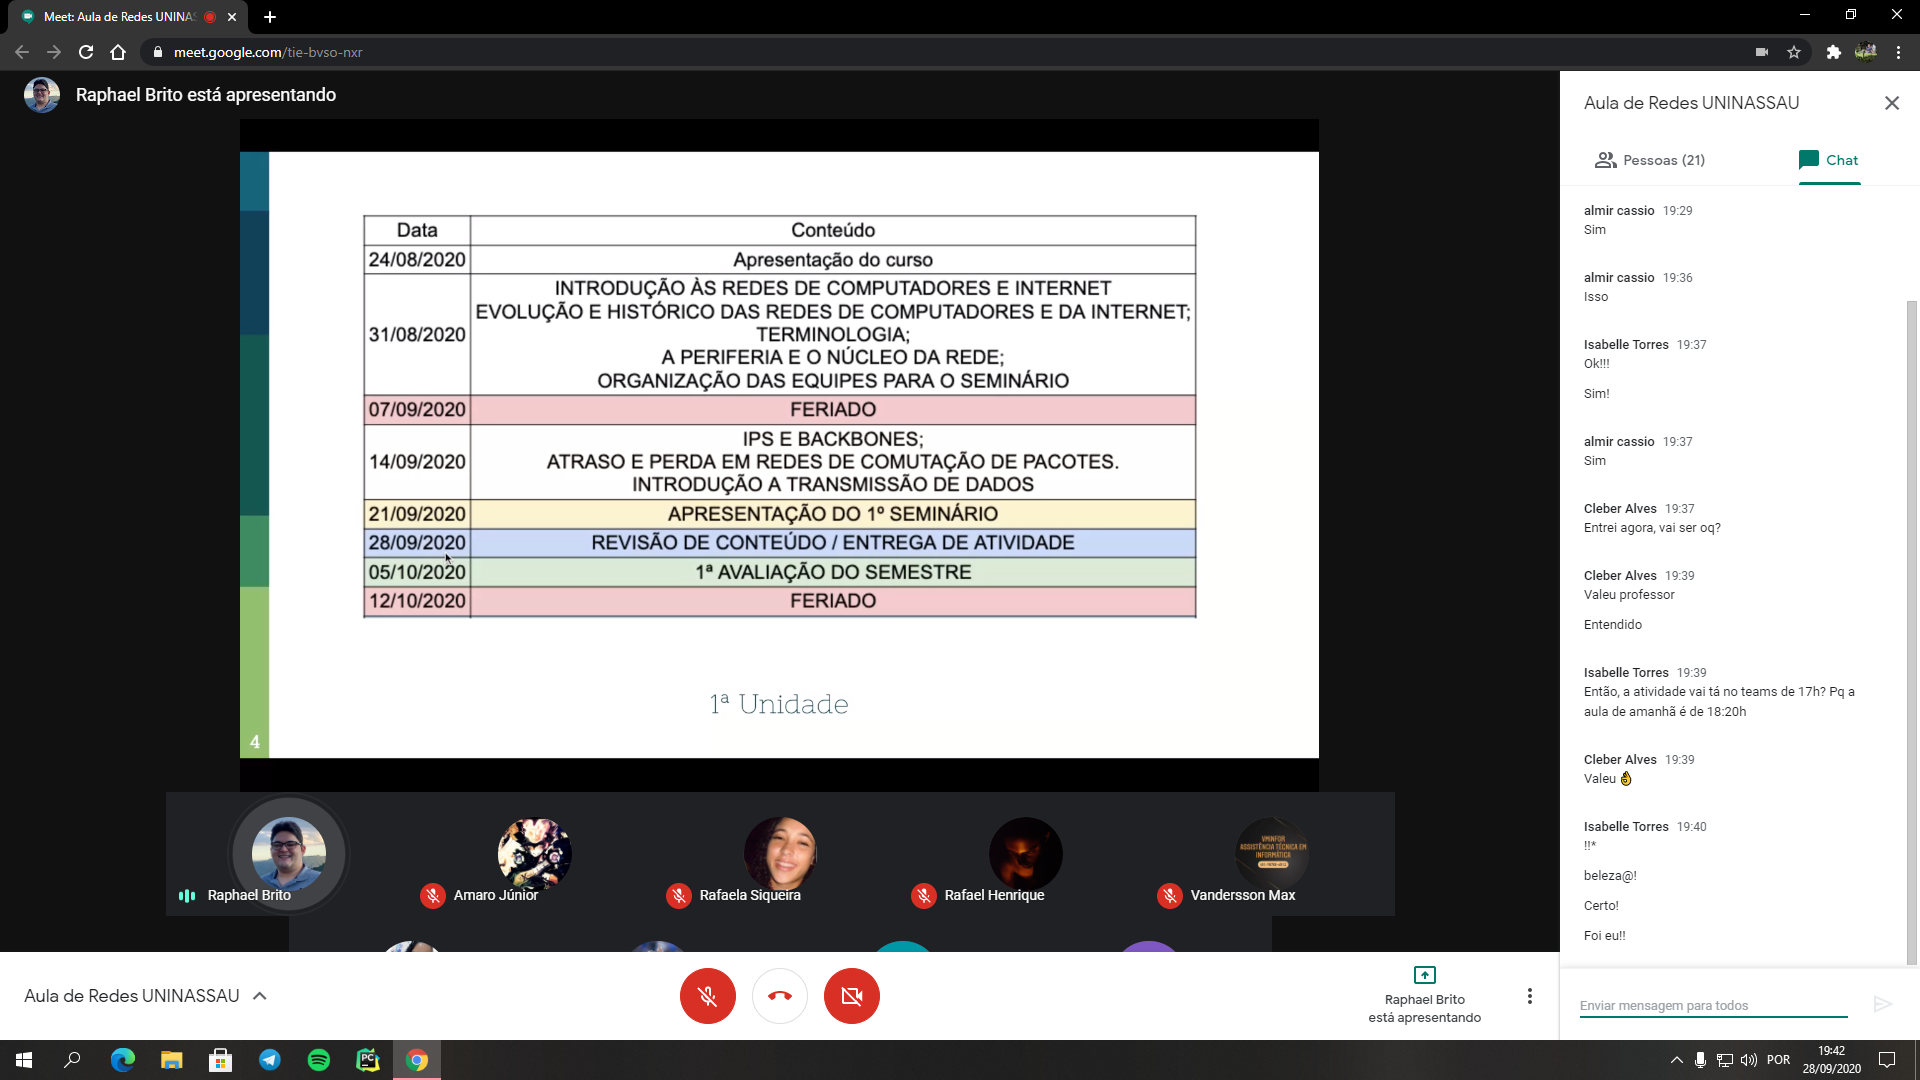 Meet: Aula de Redes UNINAS
meet.google.com/tie-bvso-nxr
Raphael Brito está apresentando
Data Conteúdo
24/08/2020 Apresentação do curso
31/08/2020
INTRODUÇÃO ÀS REDES DE COMPUTADORES E INTERNET
EVOLUÇÃO E HISTÓRICO DAS REDES DE COMPUTADORES E DA INTERNET;
TERMINOLOGIA;
A PERIFERIA E O NÚCLEO DA REDE;
ORGANIZAÇÃO DAS EQUIPES PARA O SEMINÁRIO
07/09/2020 FERIADO
14/09/2020
IPS E BACKBONES;
ATRASO E PERDA EM REDES DE COMUTAÇÃO DE PACOTES.
INTRODUÇÃO A TRANSMISSÃO DE DADOS
21/09/2020 APRESENTAÇÃO DO 1º SEMINÁRIO
28/09/2020 REVISÃO DE CONTEÚDO / ENTREGA DE ATIVIDADE
05/10/2020 1ª AVALIAÇÃO DO SEMESTRE
12/10/2020 FERIADO
1ª Unidade
4
Raphael Brito
Amaro Júnior
Rafaela Siqueira
Rafael Henrique
VMINFOR
ASSISTÊNCIA TÉCNICA EM
INFORMÁTICA
Vandersson Max
Aula de Redes UNINASSAU
Raphael Brito
está apresentando
Aula de Redes UNINASSAU
Pessoas (21)
Chat
almir cassio 19:29
Sim
almir cassio 19:36
Isso
Isabelle Torres 19:37
Ok!!!
Sim!
almir cassio 19:37
Sim
Cleber Alves 19:37
Entrei agora, vai ser oq?
Cleber Alves 19:39
Valeu professor
Entendido
Isabelle Torres 19:39
Então, a atividade vai tá no teams de 17h? Pq a
aula de amanhã é de 18:20h
Cleber Alves 19:39
Valeu 👌
Isabelle Torres 19:40
!!*
beleza@!
Certo!
Foi eu!!
Enviar mensagem para todos
PC
POR
19:42
28/09/2020